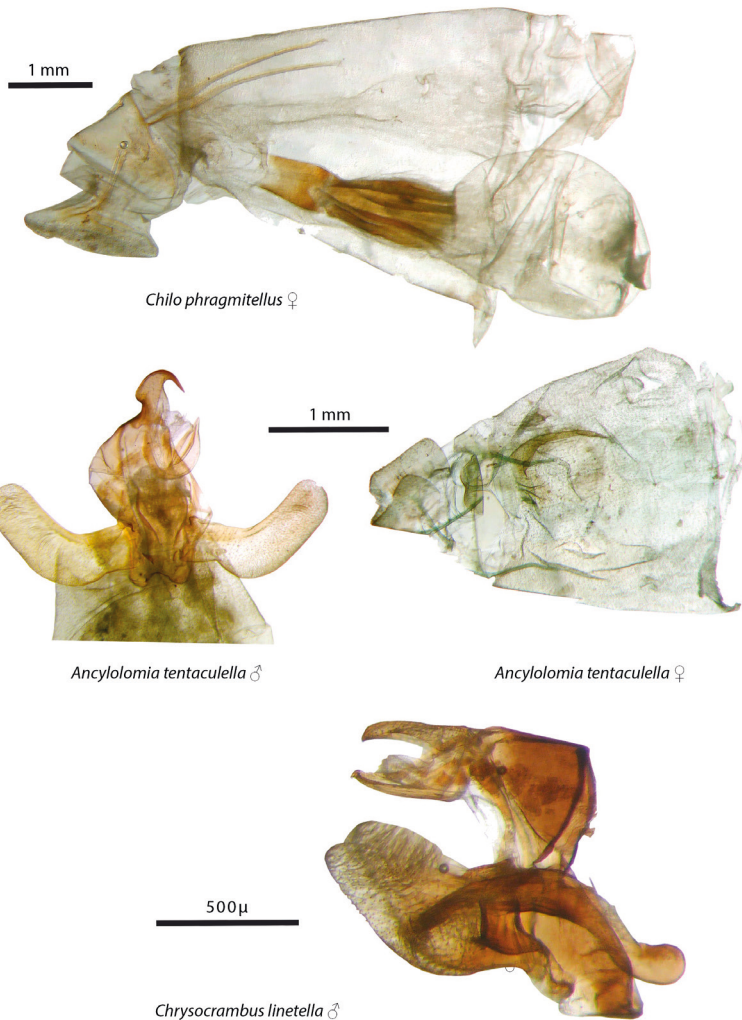 1 mm
Chilo phragmitellus ♀
1 mm
Ancylolomia tentaculella ♂
Ancylolomia tentaculella ♀
500µ
Chrysocrambus linetella ♂